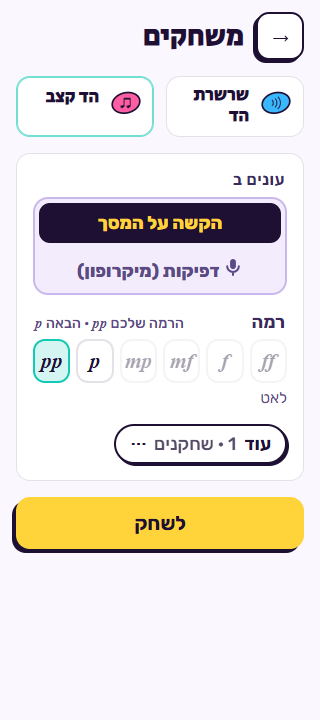 → משחקים
שרשרת הד
הד קצב
עונים ב
הקשה על המסך
דפיקות (מיקרופון)
רמה
הרמה שלכם pp • הבאה p
ff f mf mp p pp
לאט
עוד 1 • שחקנים ···
לשחק